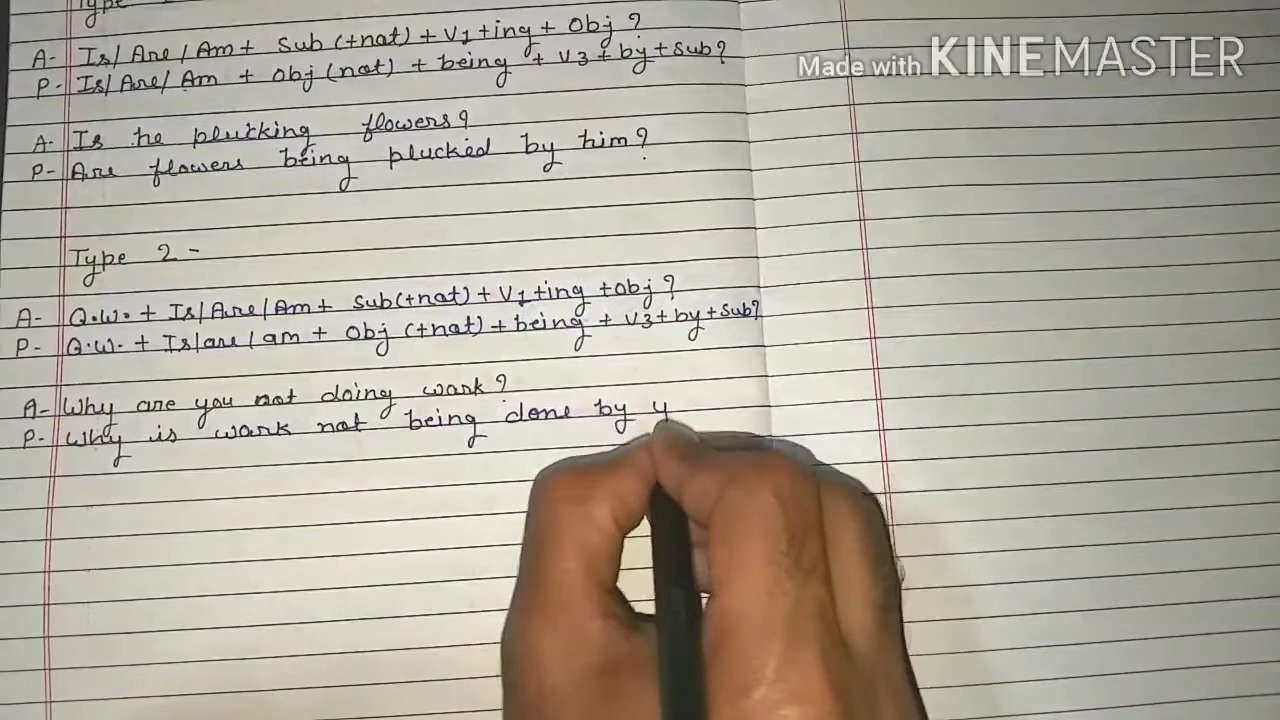 Type
A- Is/Are/Am + Sub (+not) + V1 + ing + Obj ?
P- Is/Are/Am + Obj (not) + being + V3 + by + Sub?
Made with KINEMASTER
A- Is he plucking flowers?
P- Are flowers being plucked by him?
Type 2 -
A- Q.W. + Is/Are/Am + Sub(+not) + V1 + ing + obj ?
P- Q.W. + Is/are/am + Obj (+not) + being + V3 + by + Sub?
A- Why are you not doing work ?
P- Why is work not being done by y